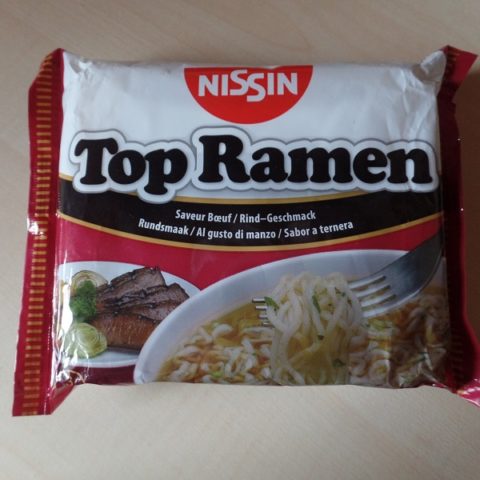 NISSIN
Top Ramen
Saveur Bœuf / Rind–Geschmack
Rundsmaak / Al gusto di manzo / Sabor a ternera